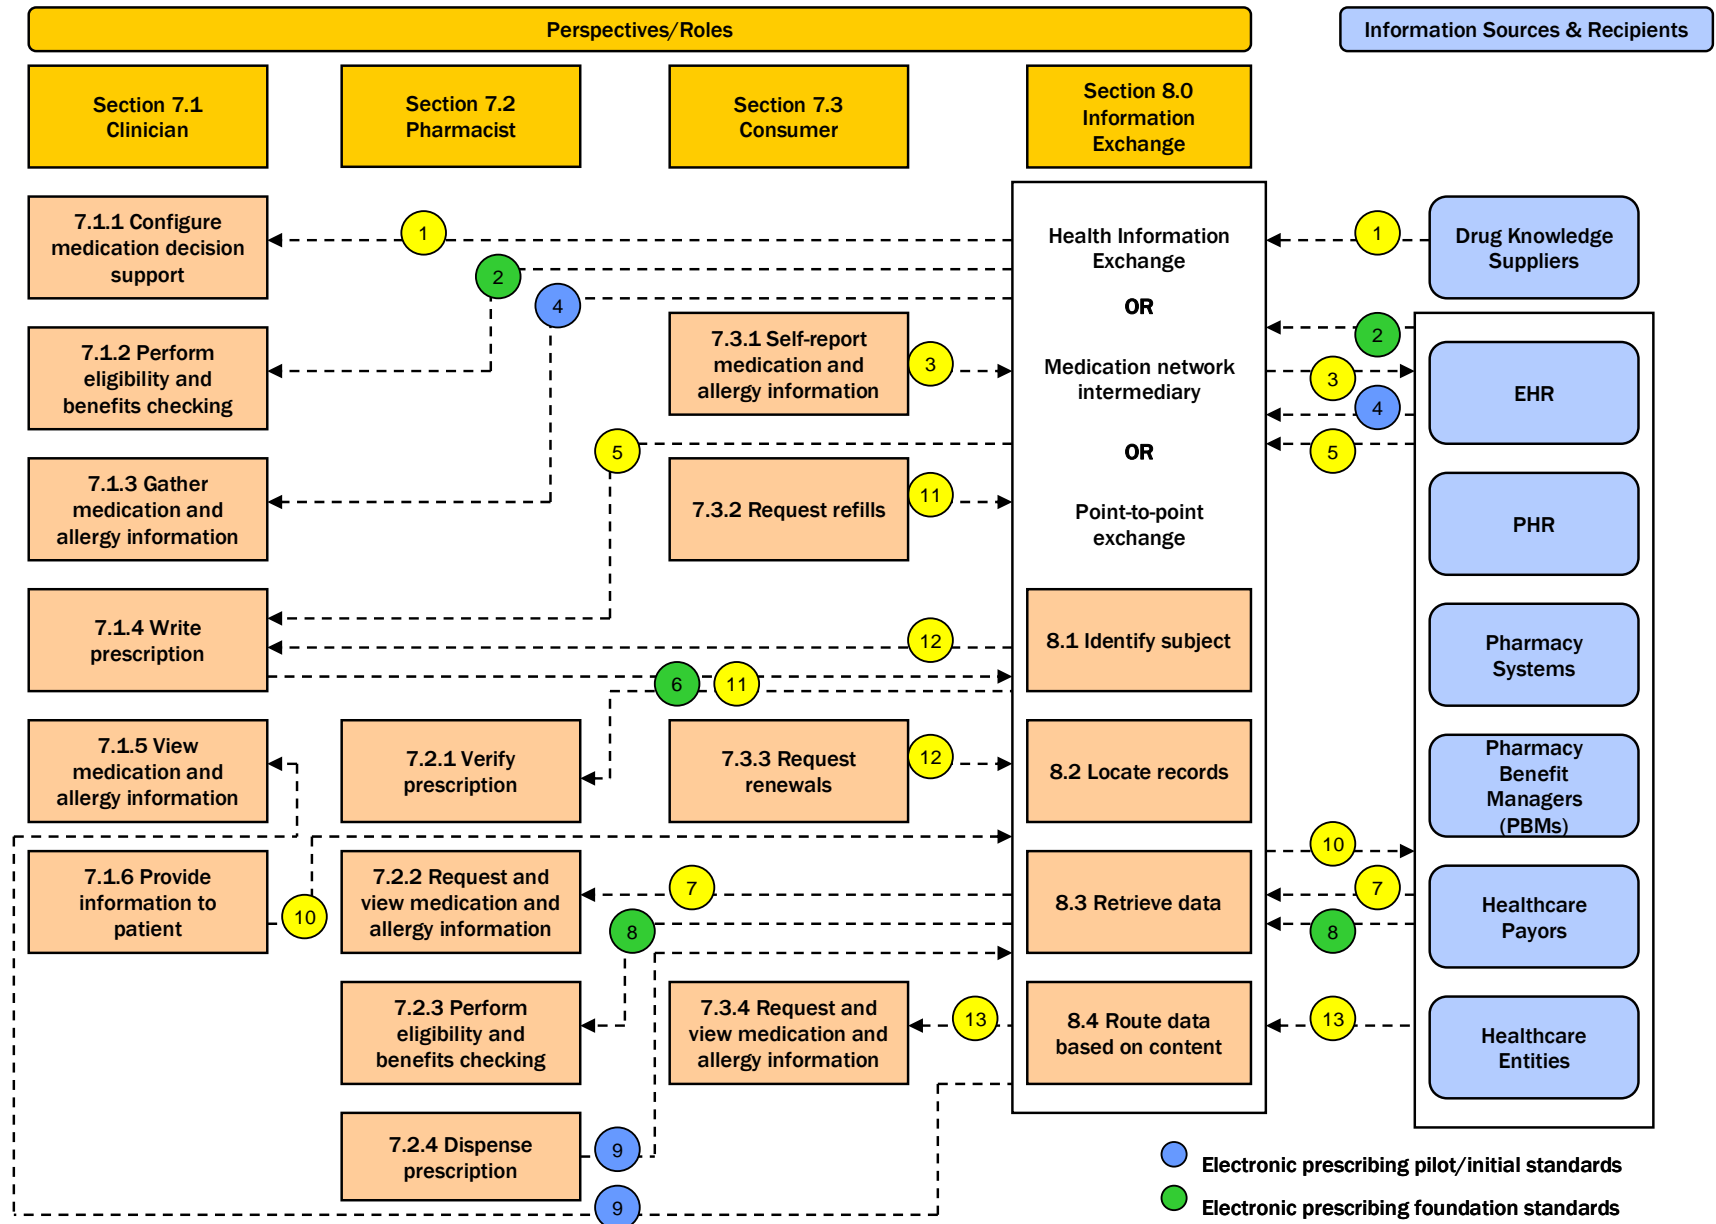 Perspectives/Roles
Information Sources & Recipients
Section 7.1
Clinician
Section 7.2
Pharmacist
Section 7.3
Consumer
Section 8.0
Information
Exchange
7.1.1 Configure
medication decision
support
1
Health Information
Exchange
1
Drug Knowledge
Suppliers
2
4
OR
2
7.1.2 Perform
eligibility and
benefits checking
7.3.1 Self-report
medication and
allergy information
3
Medication network
intermediary
3
4
EHR
5
OR
5
7.1.3 Gather
medication and
allergy information
7.3.2 Request refills
11
Point-to-point
exchange
PHR
7.1.4 Write
prescription
12
8.1 Identify subject
Pharmacy
Systems
6
11
7.1.5 View
medication and
allergy information
7.2.1 Verify
prescription
7.3.3 Request
renewals
12
8.2 Locate records
Pharmacy
Benefit
Managers
(PBMs)
10
7.1.6 Provide
information to
patient
10
7.2.2 Request and
view medication and
allergy information
7
8.3 Retrieve data
7
Healthcare
Payors
8
8
7.2.3 Perform
eligibility and
benefits checking
7.3.4 Request and
view medication and
allergy information
13
8.4 Route data
based on content
13
Healthcare
Entities
7.2.4 Dispense
prescription
9
9
Electronic prescribing pilot/initial standards
Electronic prescribing foundation standards